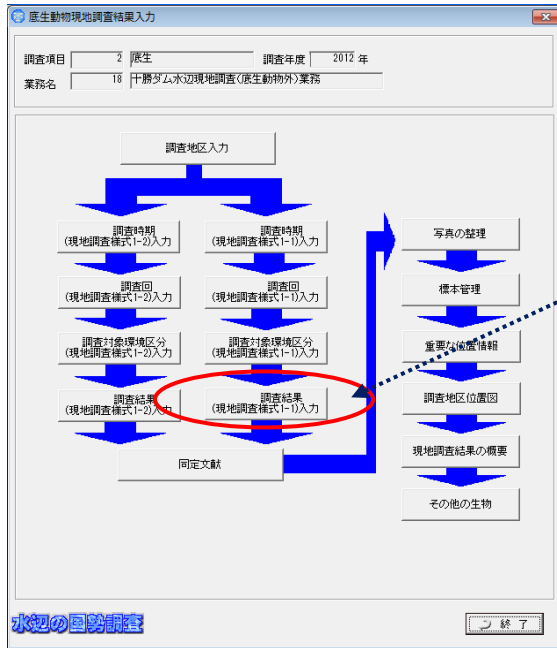 底生動物現地調査結果入力
調査項目 2 底生 調査年度 2012 年
業務名 18 十勝ダム水辺現地調査(底生動物外)業務
調査地区入力
調査時期
(現地調査様式1-2)入力
調査時期
(現地調査様式1-1)入力
調査回
(現地調査様式1-2)入力
調査回
(現地調査様式1-1)入力
調査対象環境区分
(現地調査様式1-2)入力
調査対象環境区分
(現地調査様式1-1)入力
調査結果
(現地調査様式1-2)入力
調査結果
(現地調査様式1-1)入力
同定文献
写真の整理
標本管理
重要な位置情報
調査地区位置図
現地調査結果の概要
その他の生物
水辺の国勢調査
終 了